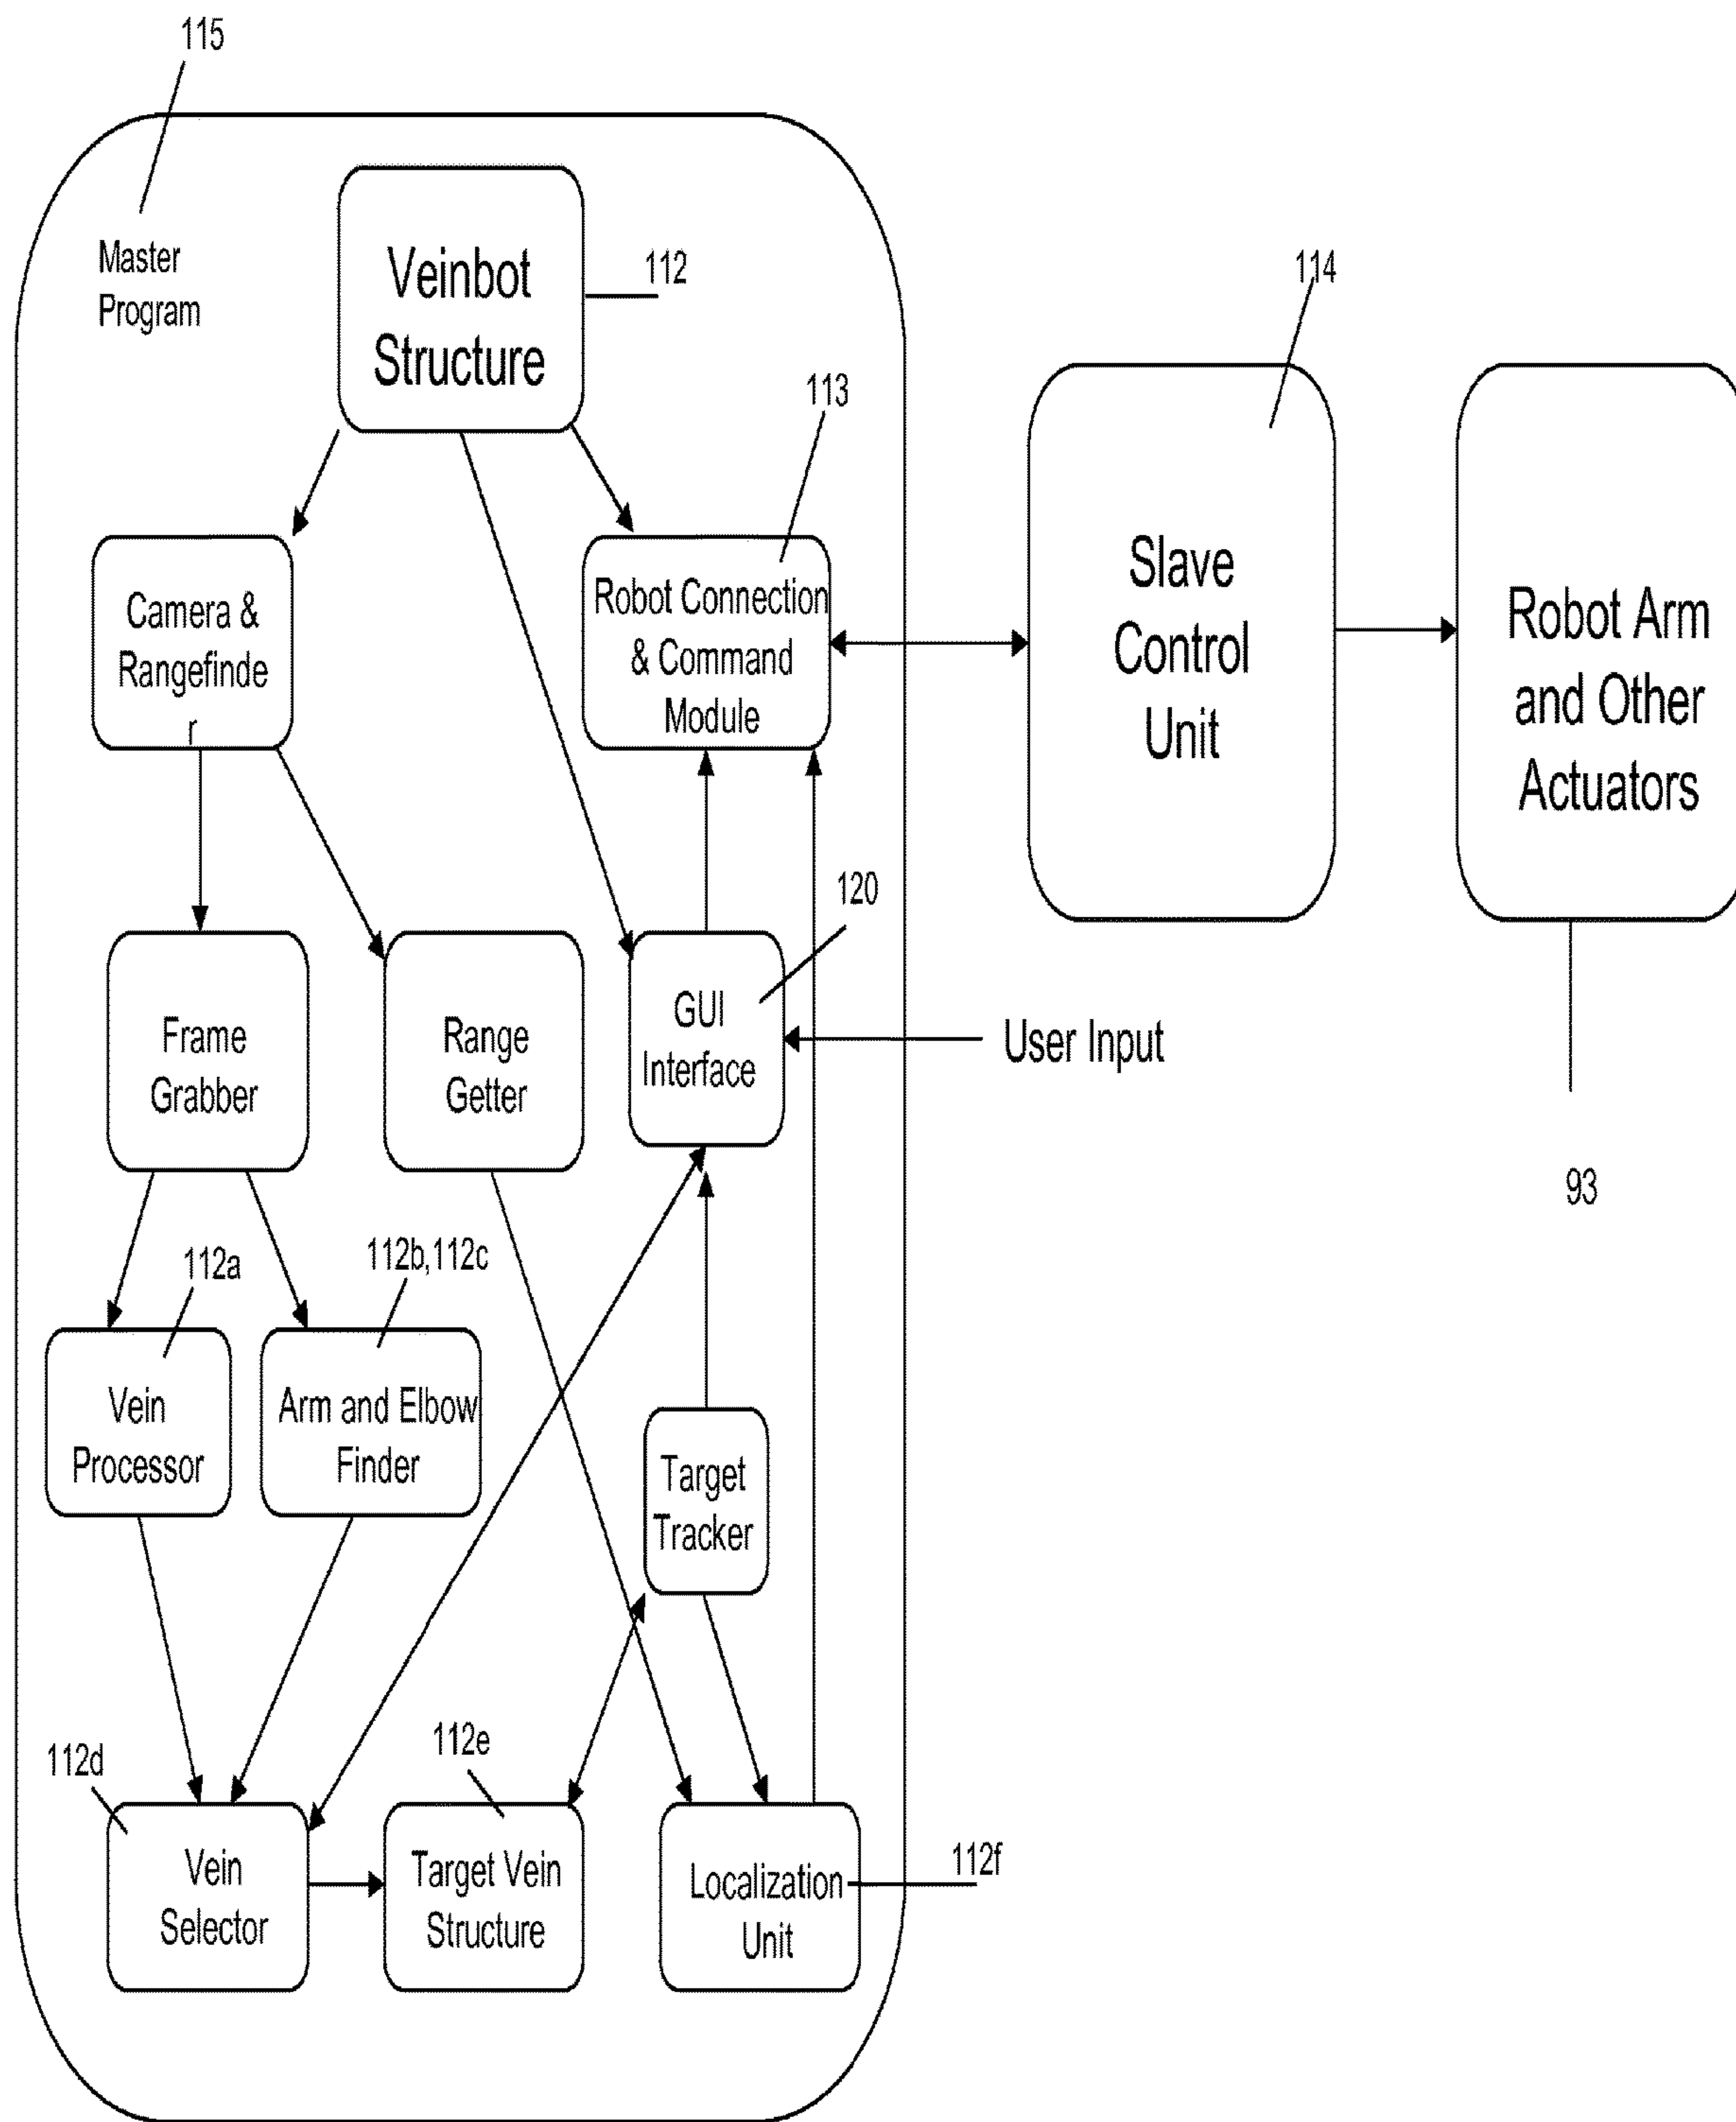 115
Master
Program
Veinbot
Structure
112
114
113
Camera &
Rangefinde
r
Robot Connection
& Command
Module
Slave
Control
Unit
Robot Arm
and Other
Actuators
120
Frame
Grabber
Range
Getter
GUI
Interface
User Input
93
112a
112b,112c
Vein
Processor
Arm and Elbow
Finder
Target
Tracker
112d
112e
Vein
Selector
Target Vein
Structure
Localization
Unit
112f